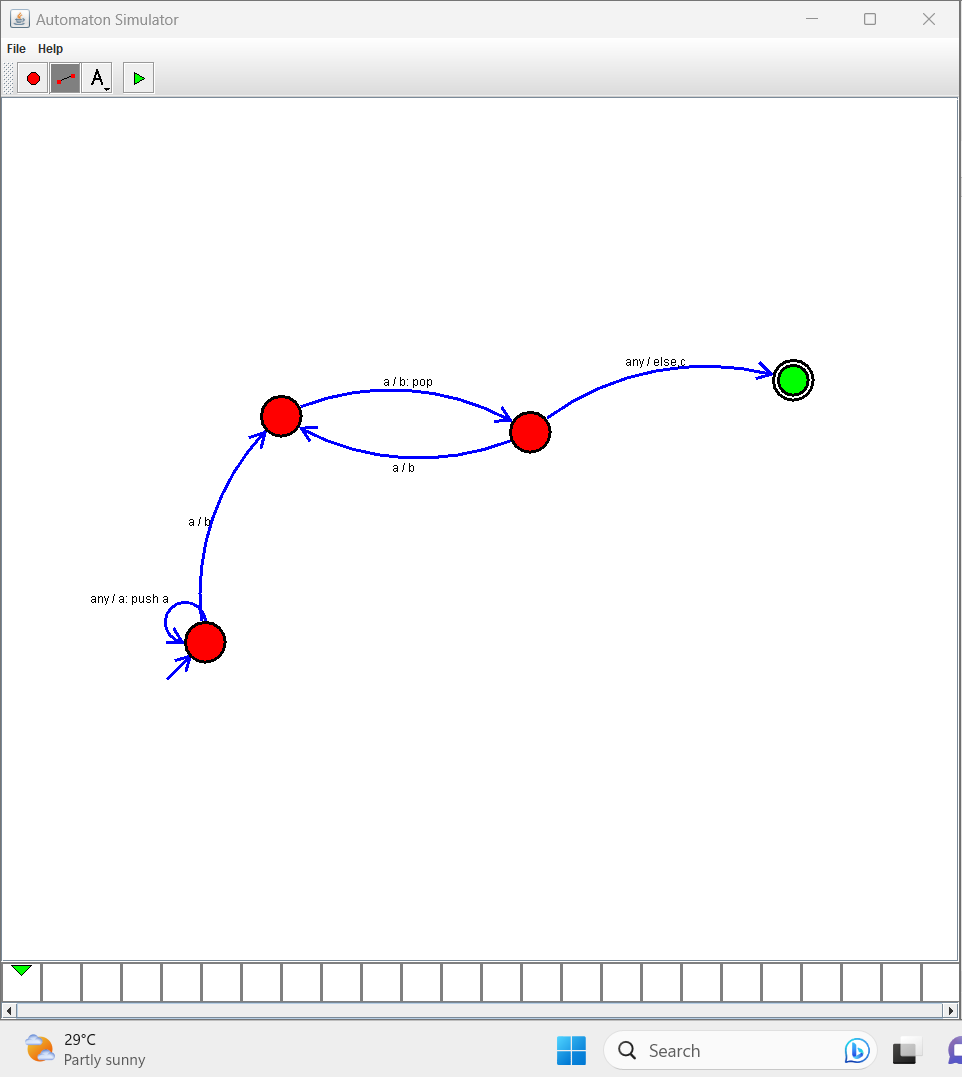 Automaton Simulator
File Help
A
any / else,c
a / b: pop
a / b
a / b
any / a: push a
29°C
Partly sunny
Search